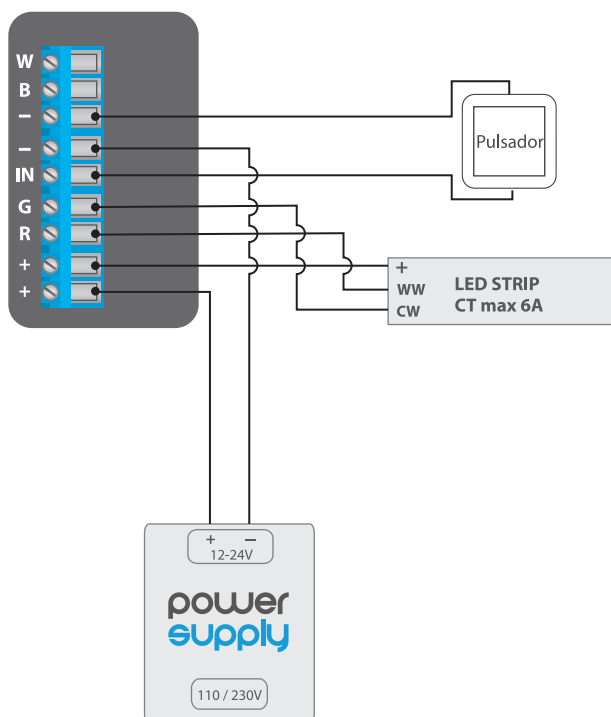 W
B
–
–
IN
G
R
+
+
Pulsador
+
WW
CW
LED STRIP
CT max 6A
+ –
12-24V
power
supply
110 / 230V